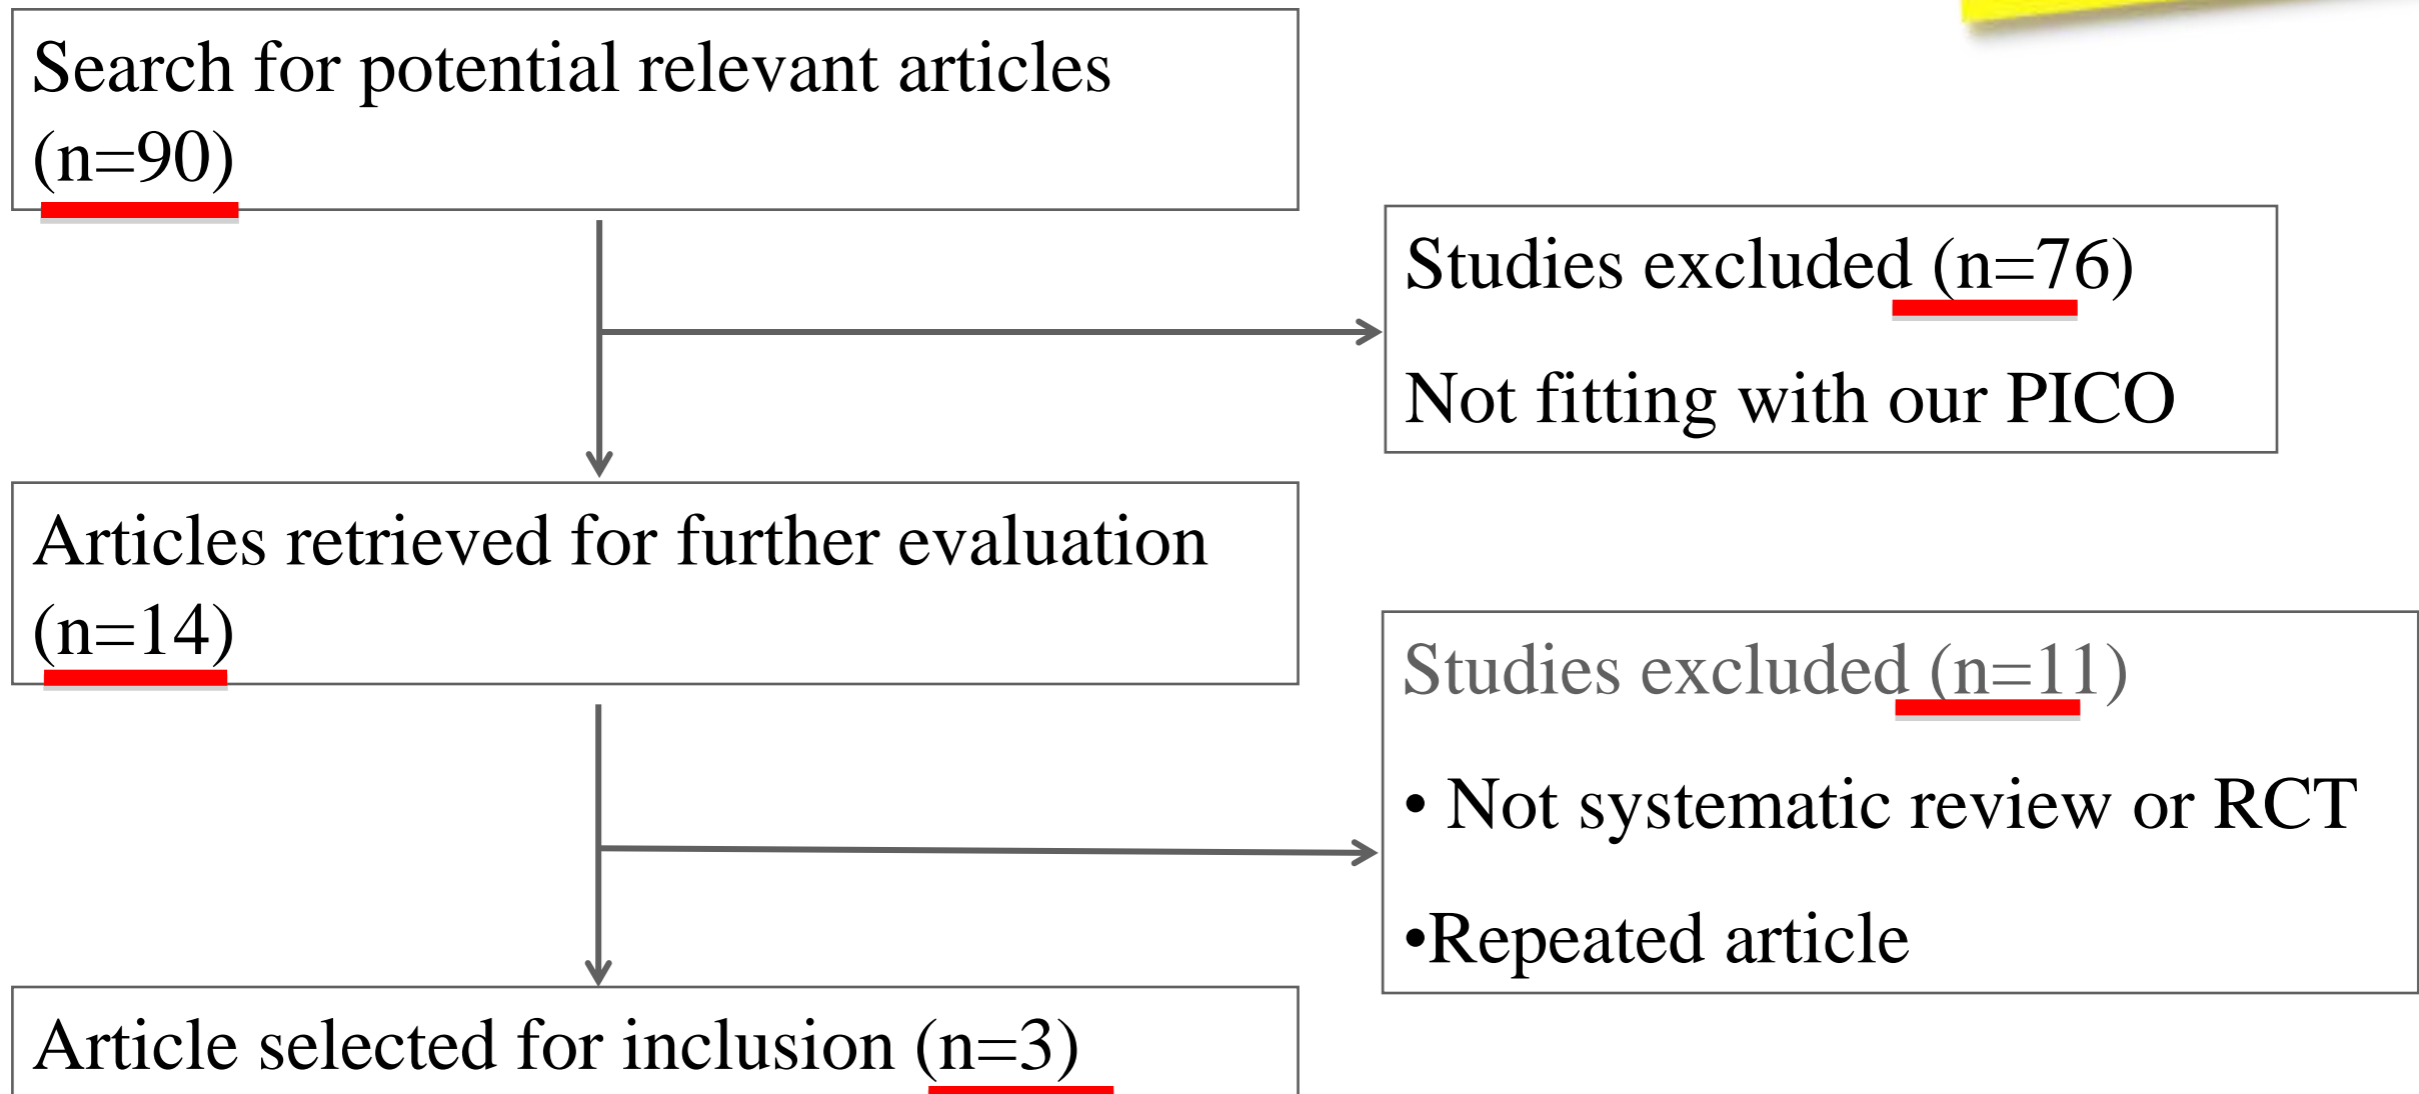 Search for potential relevant articles
(n=90)
Studies excluded (n=76)
Not fitting with our PICO
Articles retrieved for further evaluation
(n=14)
Studies excluded (n=11)
• Not systematic review or RCT
•Repeated article
Article selected for inclusion (n=3)